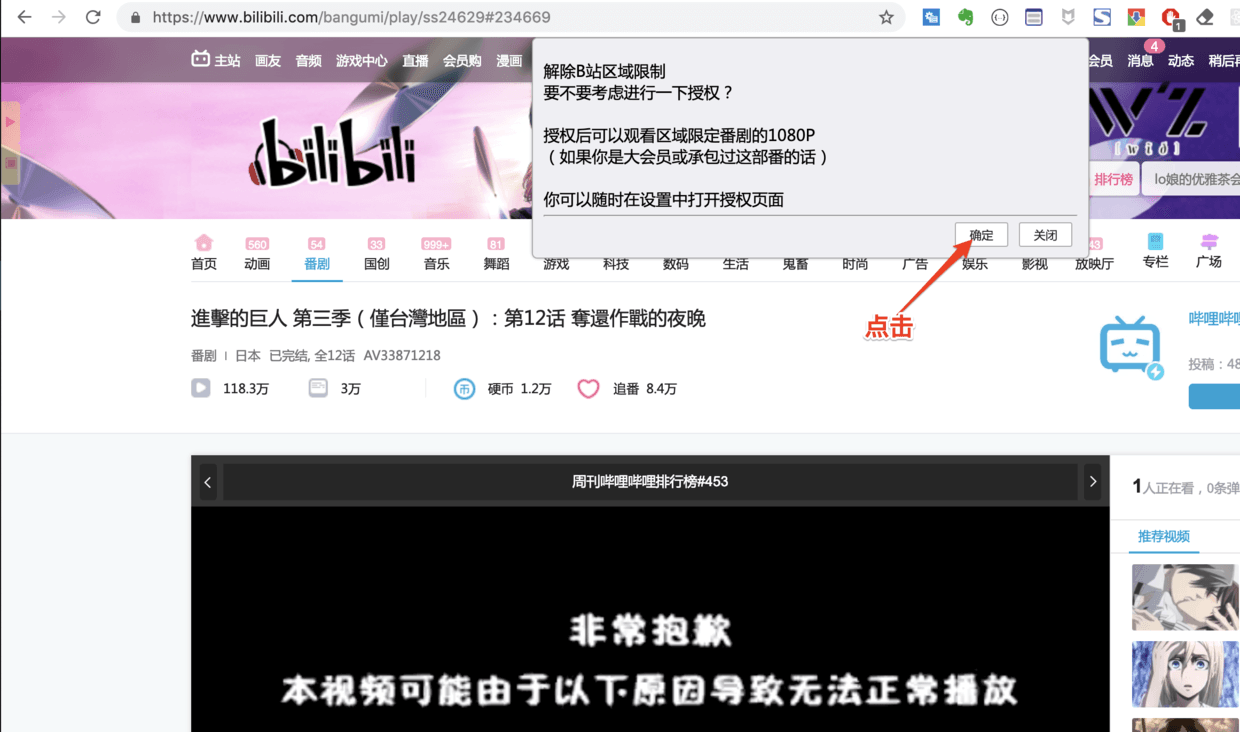 https://www.bilibili.com/bangumi/play/ss24629#234669
1
主站 画友 音频 游戏中心 直播 会员购 漫画
会员 消息 动态
4
bilibili
解除B站区域限制
要不要考虑进行一下授权？
授权后可以观看区域限定番剧的1080P
（如果你是大会员或承包过这部番的话）
你可以随时在设置中打开授权页面
确定 关闭
点击
W'Z
排行榜 lo娘的优雅茶会
560 54 33 999+ 81 43
首页 动画 番剧 国创 音乐 舞蹈 游戏 科技 数码 生活 鬼畜 时尚 广告 娱乐 影视 放映厅 专栏 广场
進擊的巨人 第三季（僅台灣地區）：第12话 奪還作戰的夜晚
番剧 | 日本 已完结, 全12话 AV33871218
118.3万 3万 币 硬币 1.2万 追番 8.4万
哔哩哔哩
投稿：48
周刊哔哩哔哩排行榜#453
1人正在看，0条弹
推荐视频
非常抱歉
本视频可能由于以下原因导致无法正常播放